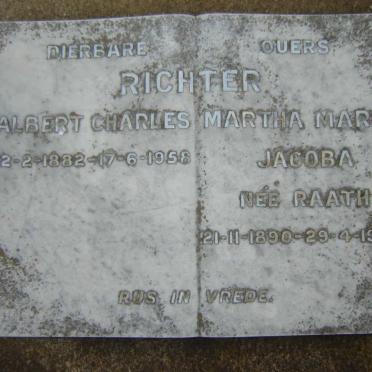 DIERBARE OUERS
RICHTER
ALBERT CHARLES
2-2-1882-17-6-1958
MARTHA MAR
JACOBA
NÉE RAATH
21-11-1890-29-4-19
RUS IN VREDE.